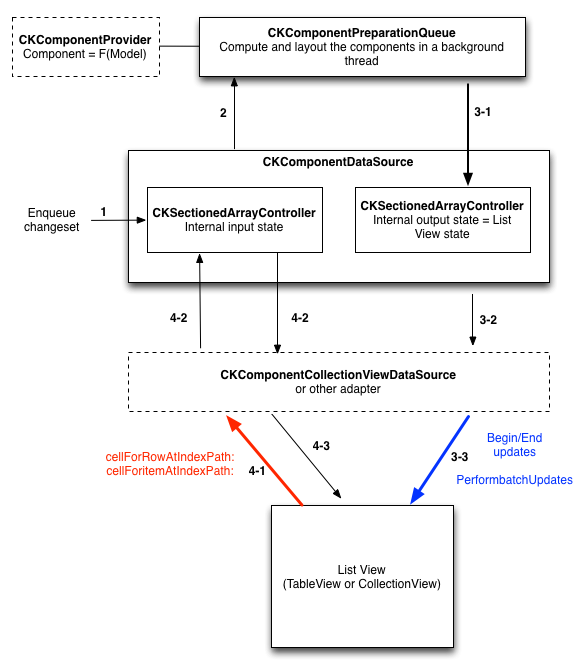 CKComponentProvider
Component = F(Model)
CKComponentPreparationQueue
Compute and layout the components in a background
thread
2
3-1
CKComponentDataSource
Enqueue
changeset
1
CKSectionedArrayController
Internal input state
CKSectionedArrayController
Internal output state = List
View state
4-2
4-2
3-2
CKComponentCollectionViewDataSource
or other adapter
cellForRowAtIndexPath:
cellForitemAtIndexPath:
4-1
4-3
3-3
Begin/End
updates
PerformbatchUpdates
List View
(TableView or CollectionView)